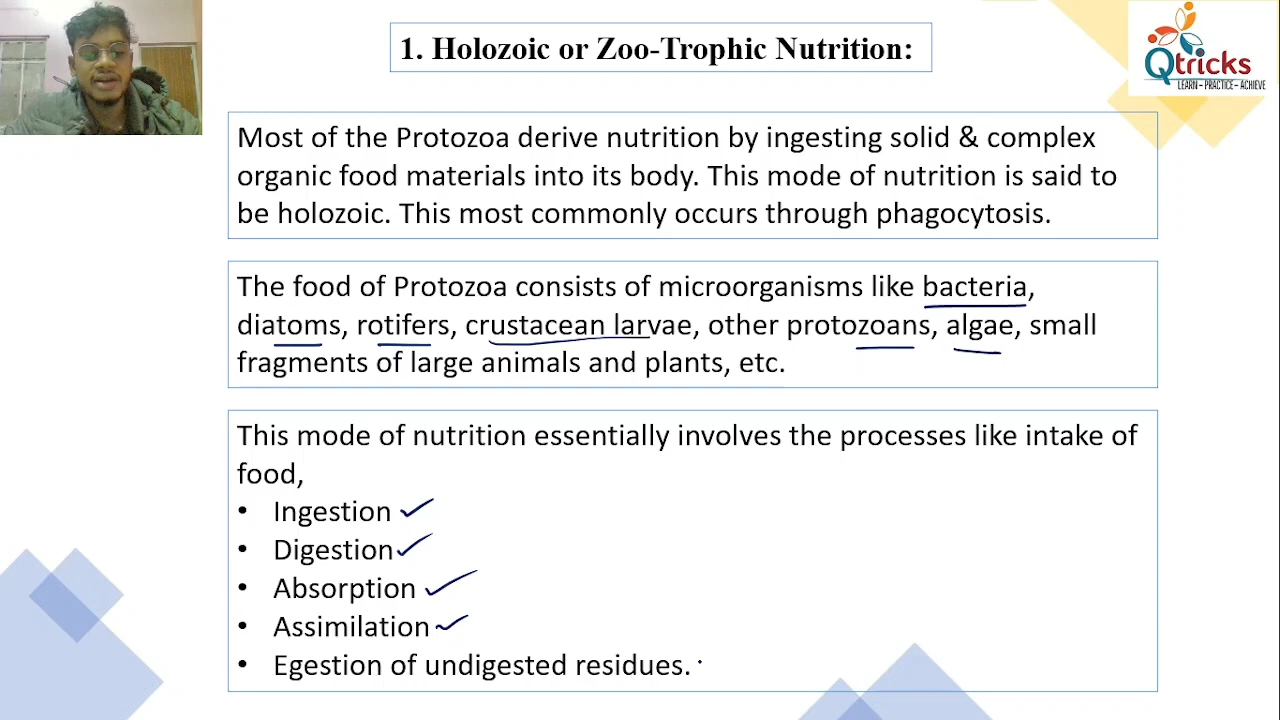 1. Holozoic or Zoo-Trophic Nutrition:
Qtricks
LEARN – PRACTICE – ACHIEVE
Most of the Protozoa derive nutrition by ingesting solid & complex
organic food materials into its body. This mode of nutrition is said to
be holozoic. This most commonly occurs through phagocytosis.
The food of Protozoa consists of microorganisms like bacteria,
diatoms, rotifers, crustacean larvae, other protozoans, algae, small
fragments of large animals and plants, etc.
This mode of nutrition essentially involves the processes like intake of
food,
• Ingestion
• Digestion
• Absorption
• Assimilation
• Egestion of undigested residues.